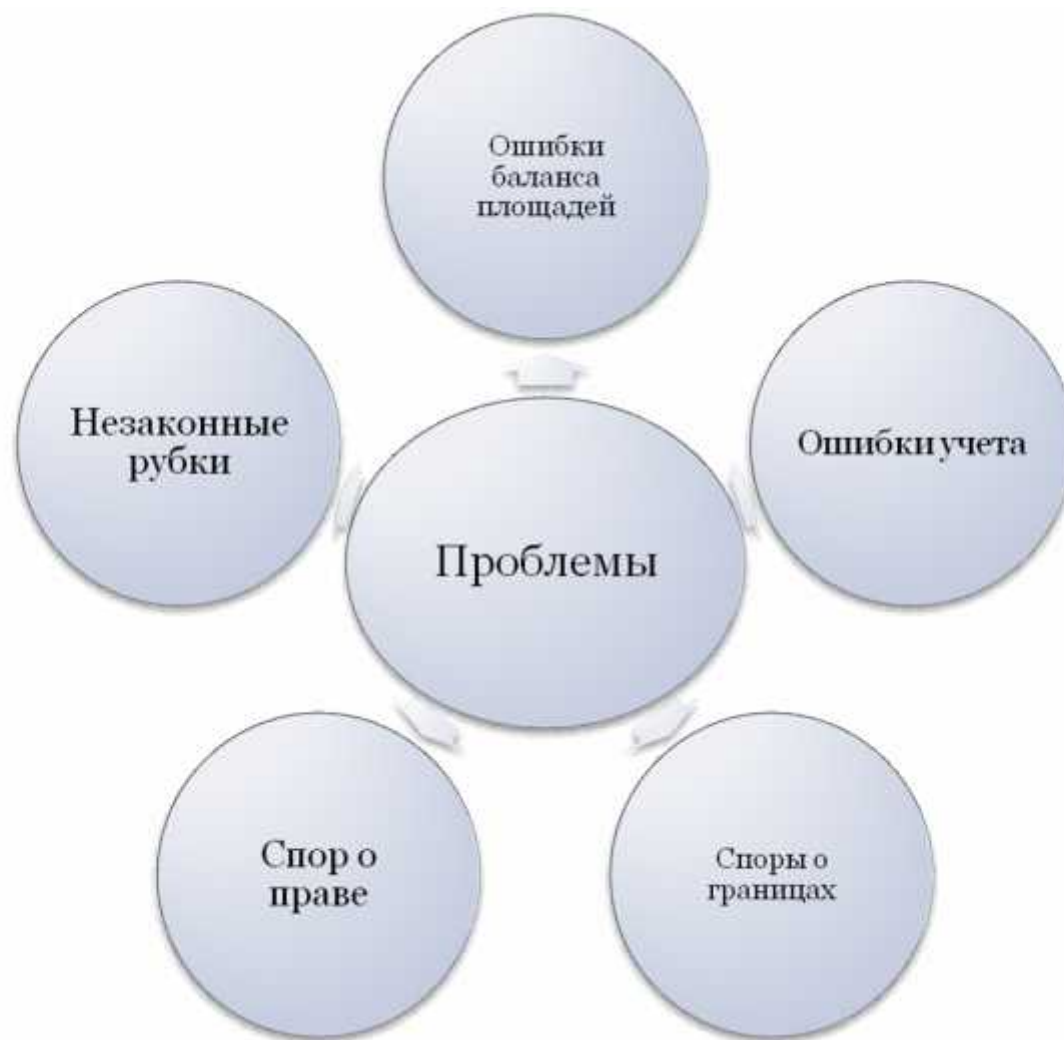 Ошибки
баланса
площадей
Незаконные
рубки
Ошибки учета
Проблемы
Спор о
праве
Споры о
границах